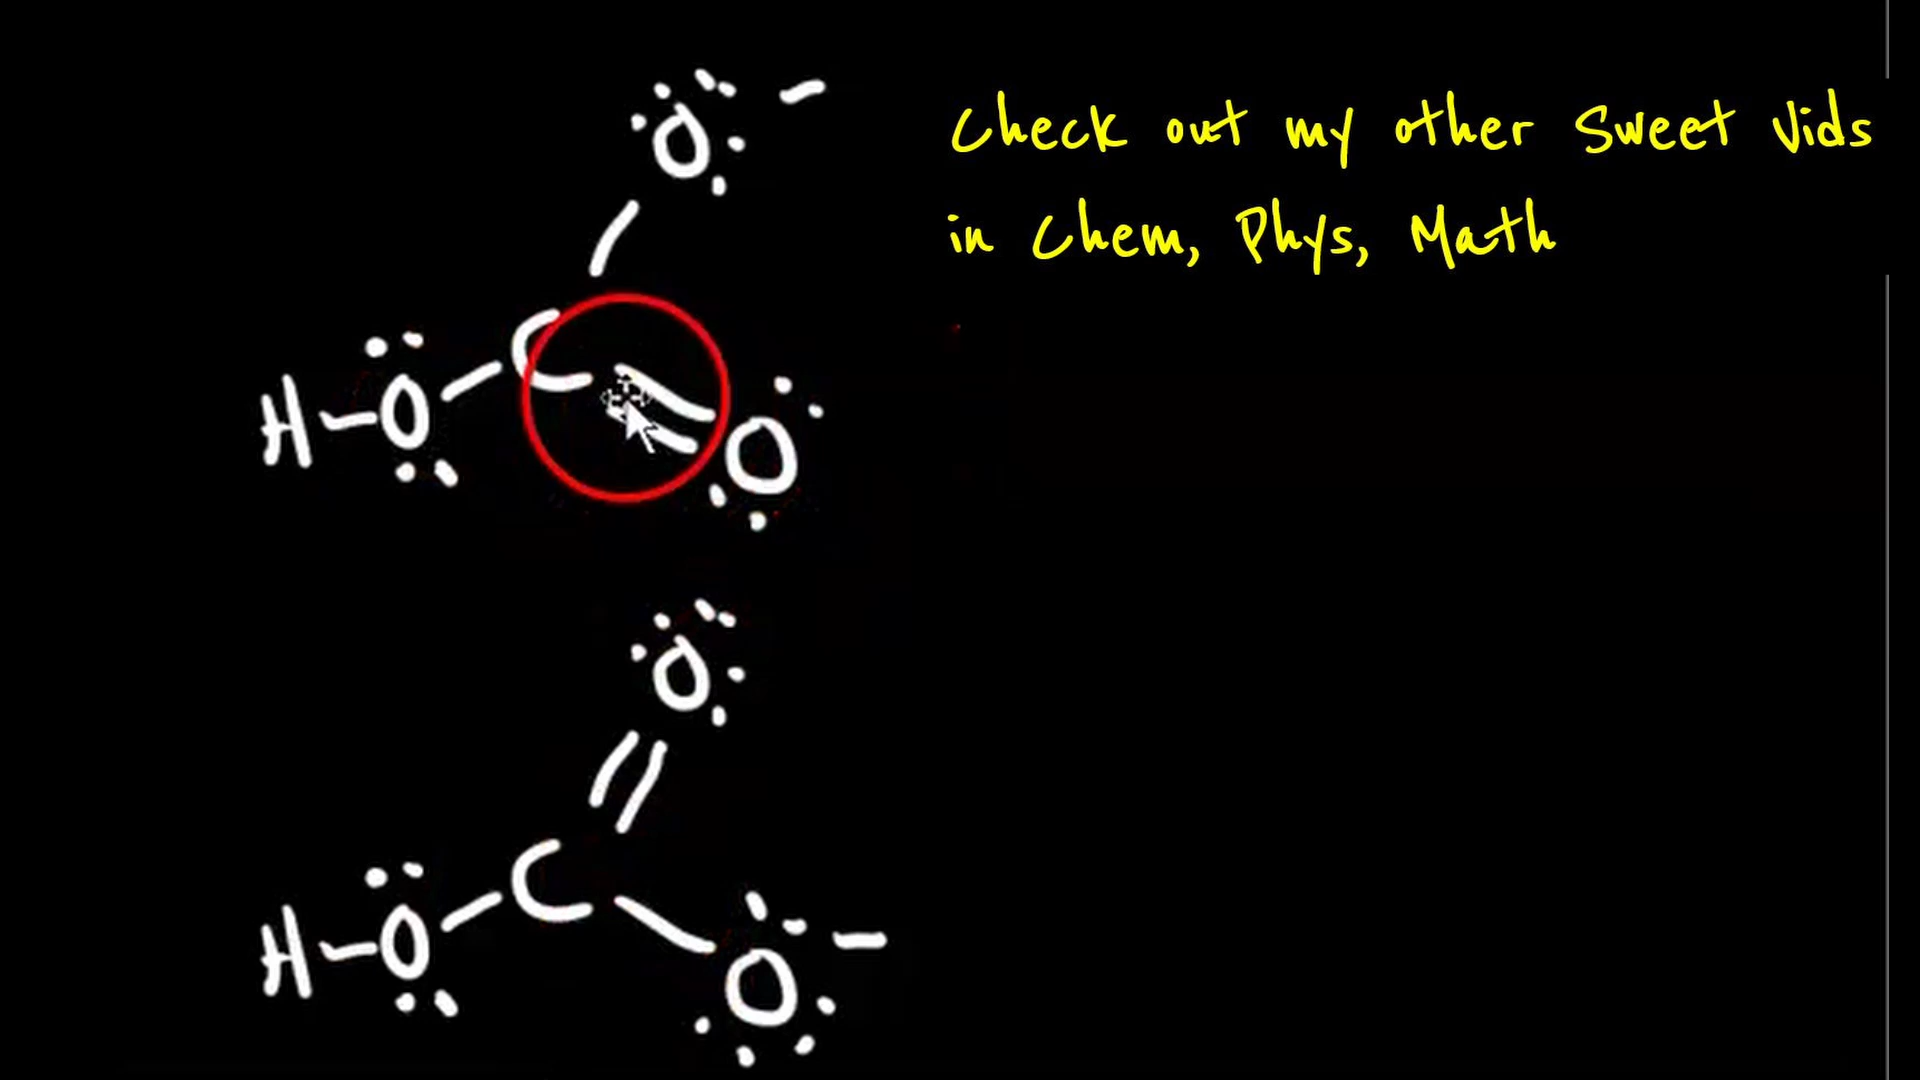 Check out my other Sweet Vids
in Chem, Phys, Math
O -
C
H-O
O
O
C
H-O
O -